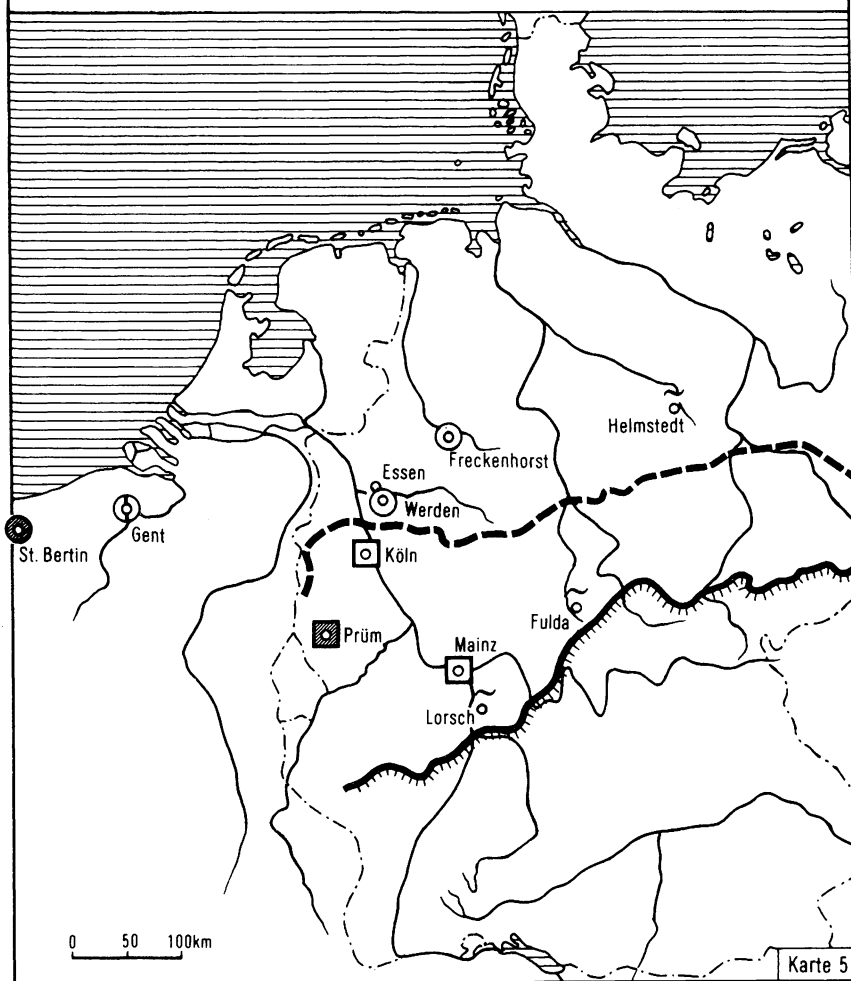 Helmstedt
Freckenhorst
Essen
Werden
Gent
St. Bertin
Köln
Fulda
Prüm
Mainz
Lorsch
0 50 100km
Karte 5